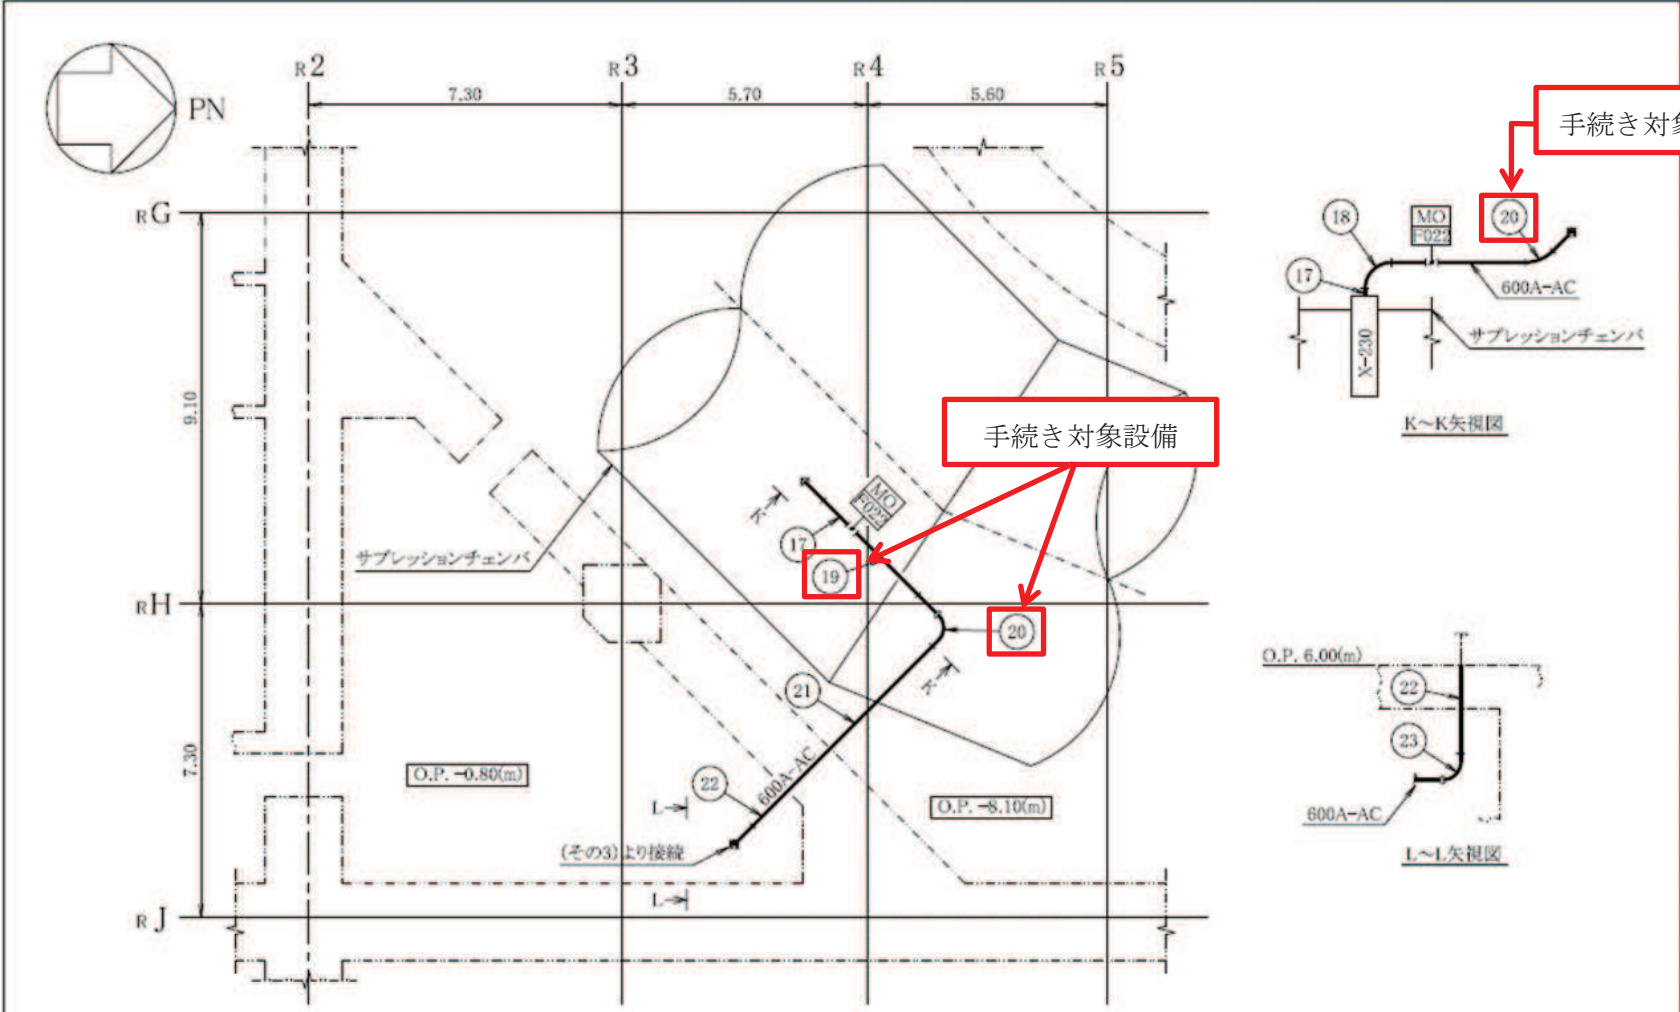 PN
R2
R3
R4
R5
7.30
5.70
5.60
RG
RH
RJ
9.10
7.30
サプレッションチェンバ
手続き対象設備
MO
F022
K
17
19
20
K
21
22
600A-AC
O.P. -0.80(m)
O.P. -8.10(m)
L
L
(その3)より接続
手続き対象
18
MO
F022
20
17
600A-AC
サプレッションチェンバ
X-230
K～K矢視図
O.P. 6.00(m)
22
23
600A-AC
L～L矢視図